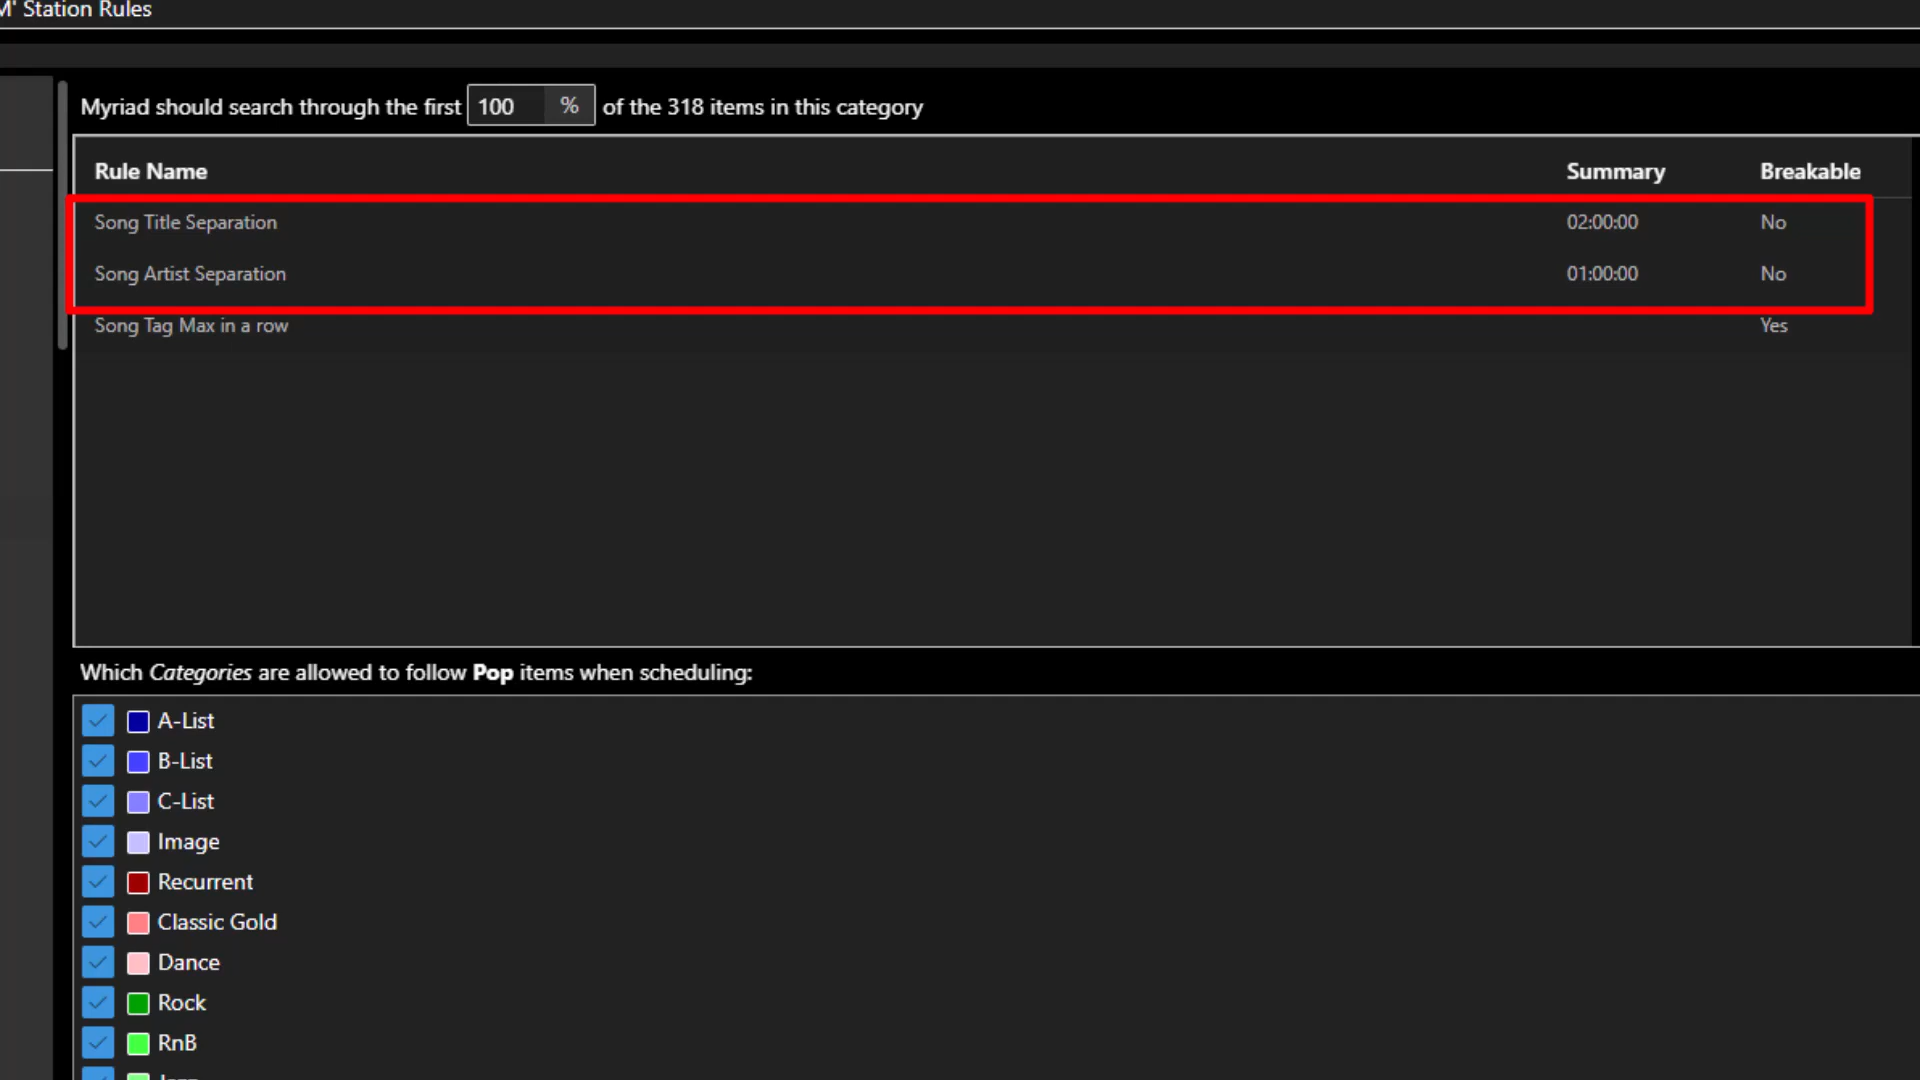 M' Station Rules
Myriad should search through the first 100 % of the 318 items in this category
Rule Name Summary Breakable
Song Title Separation 02:00:00 No
Song Artist Separation 01:00:00 No
Song Tag Max in a row Yes
Which Categories are allowed to follow Pop items when scheduling:
A-List
B-List
C-List
Image
Recurrent
Classic Gold
Dance
Rock
RnB